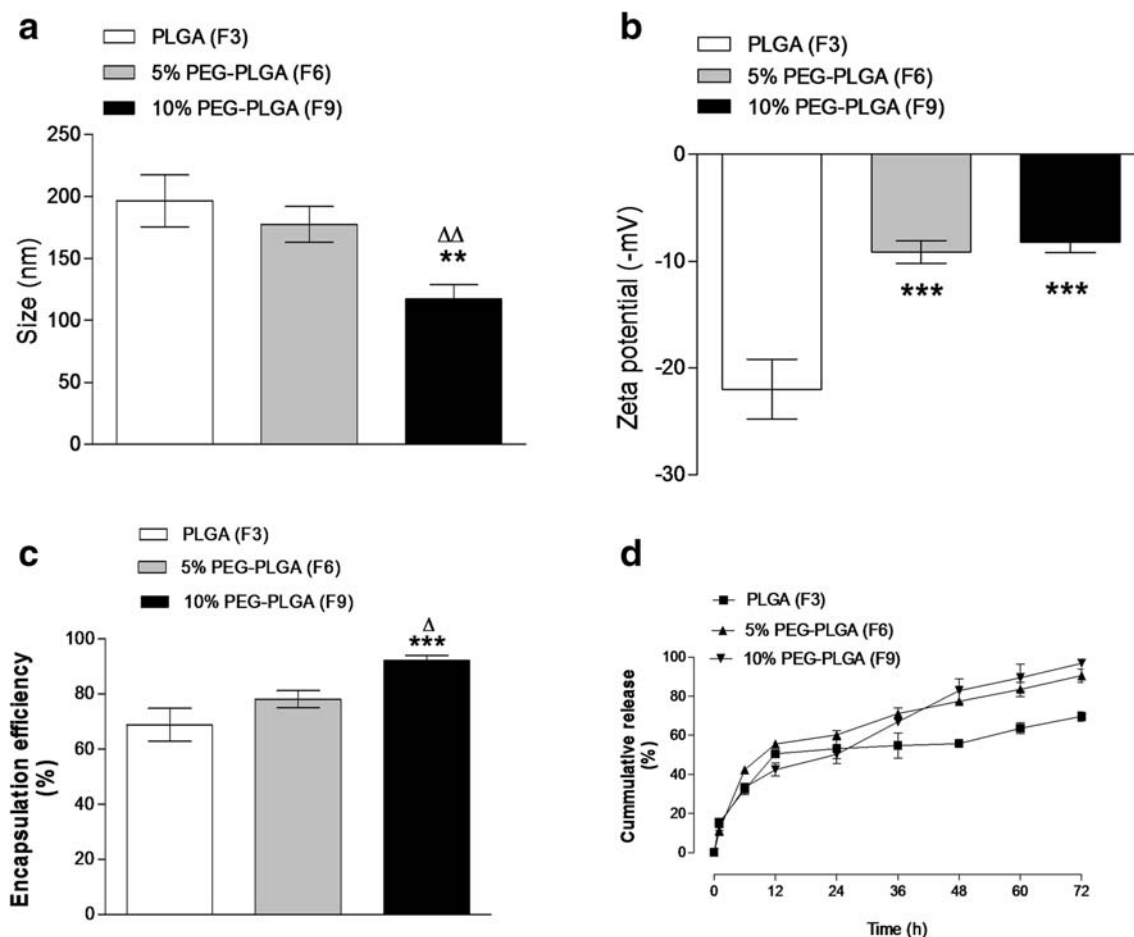 a
PLGA (F3)
5% PEG-PLGA (F6)
10% PEG-PLGA (F9)
250
200
150
100
50
0
Size (nm)
ΔΔ
**
b
PLGA (F3)
5% PEG-PLGA (F6)
10% PEG-PLGA (F9)
0
-10
-20
-30
Zeta potential (-mV)
***
***
c
PLGA (F3)
5% PEG-PLGA (F6)
10% PEG-PLGA (F9)
100
80
60
40
20
0
Encapsulation efficiency
(%)
Δ
***
d
PLGA (F3)
5% PEG-PLGA (F6)
10% PEG-PLGA (F9)
100
80
60
40
20
0
Cummulative release
(%)
0 12 24 36 48 60 72
Time (h)